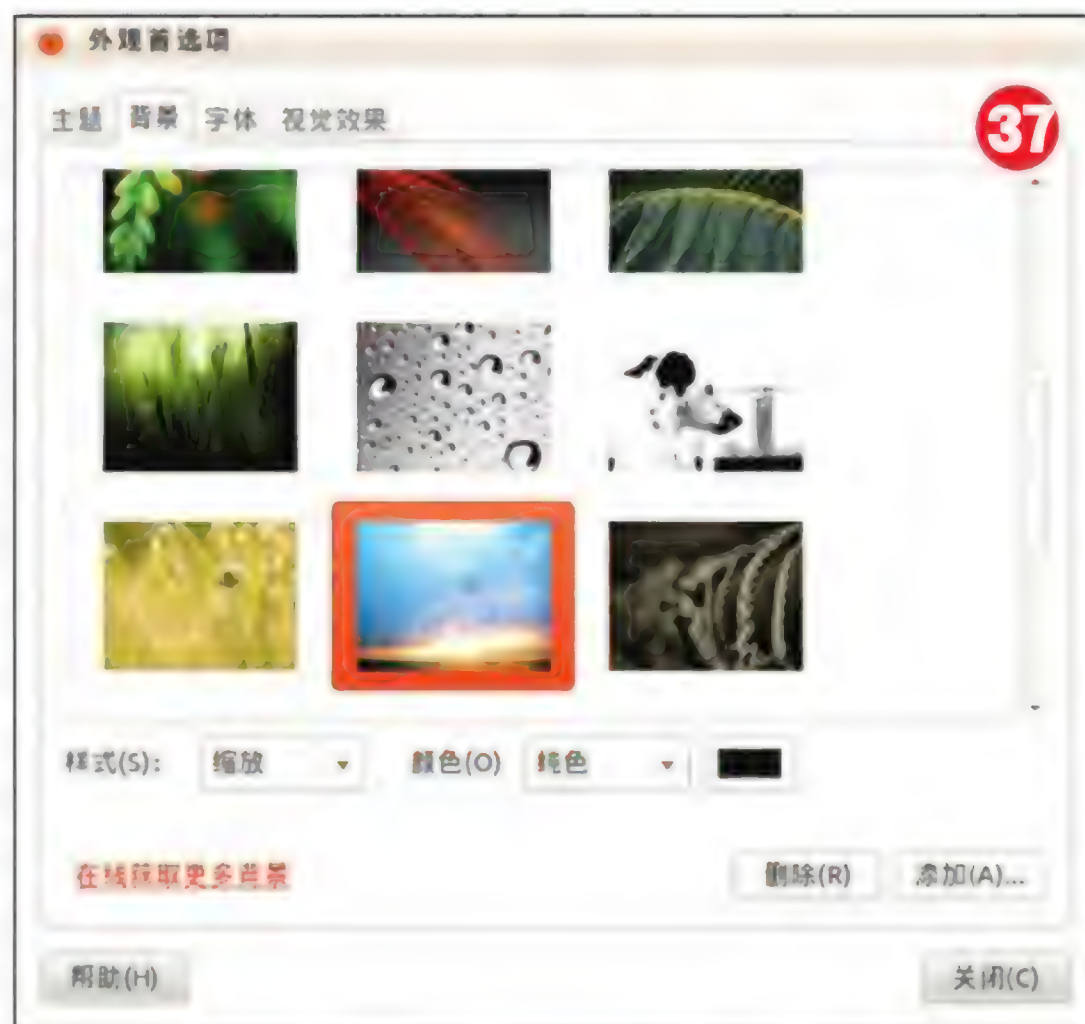 外观首选项
主题 背景 字体 视觉效果
37
样式(S): 缩放 颜色(O) 纯色
在线获取更多背景
删除(R) 添加(A)...
帮助(H) 关闭(C)